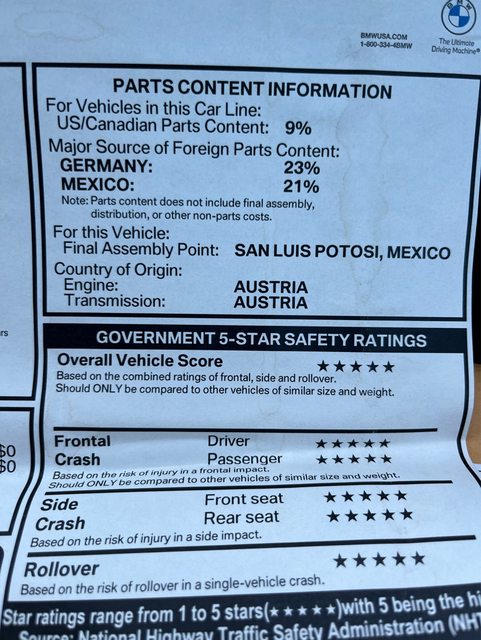 BMW
BMWUSA.COM
1-800-334-4BMW
The Ultimate
Driving Machine®
PARTS CONTENT INFORMATION
For Vehicles in this Car Line:
US/Canadian Parts Content: 9%
Major Source of Foreign Parts Content:
GERMANY: 23%
MEXICO: 21%
Note: Parts content does not include final assembly,
distribution, or other non-parts costs.
For this Vehicle:
Final Assembly Point: SAN LUIS POTOSI, MEXICO
Country of Origin:
Engine: AUSTRIA
Transmission: AUSTRIA
GOVERNMENT 5-STAR SAFETY RATINGS
Overall Vehicle Score ★★★★★
Based on the combined ratings of frontal, side and rollover.
Should ONLY be compared to other vehicles of similar size and weight.
Frontal Driver ★★★★★
Crash Passenger ★★★★★
Based on the risk of injury in a frontal impact.
Should ONLY be compared to other vehicles of similar size and weight.
Side Front seat ★★★★★
Crash Rear seat ★★★★★
Based on the risk of injury in a side impact.
Rollover ★★★★★
Based on the risk of rollover in a single-vehicle crash.
Star ratings range from 1 to 5 stars(★★★★★)with 5 being the hi
Source: National Highway Traffic Safety Administration (NHT
rs
$0
$0